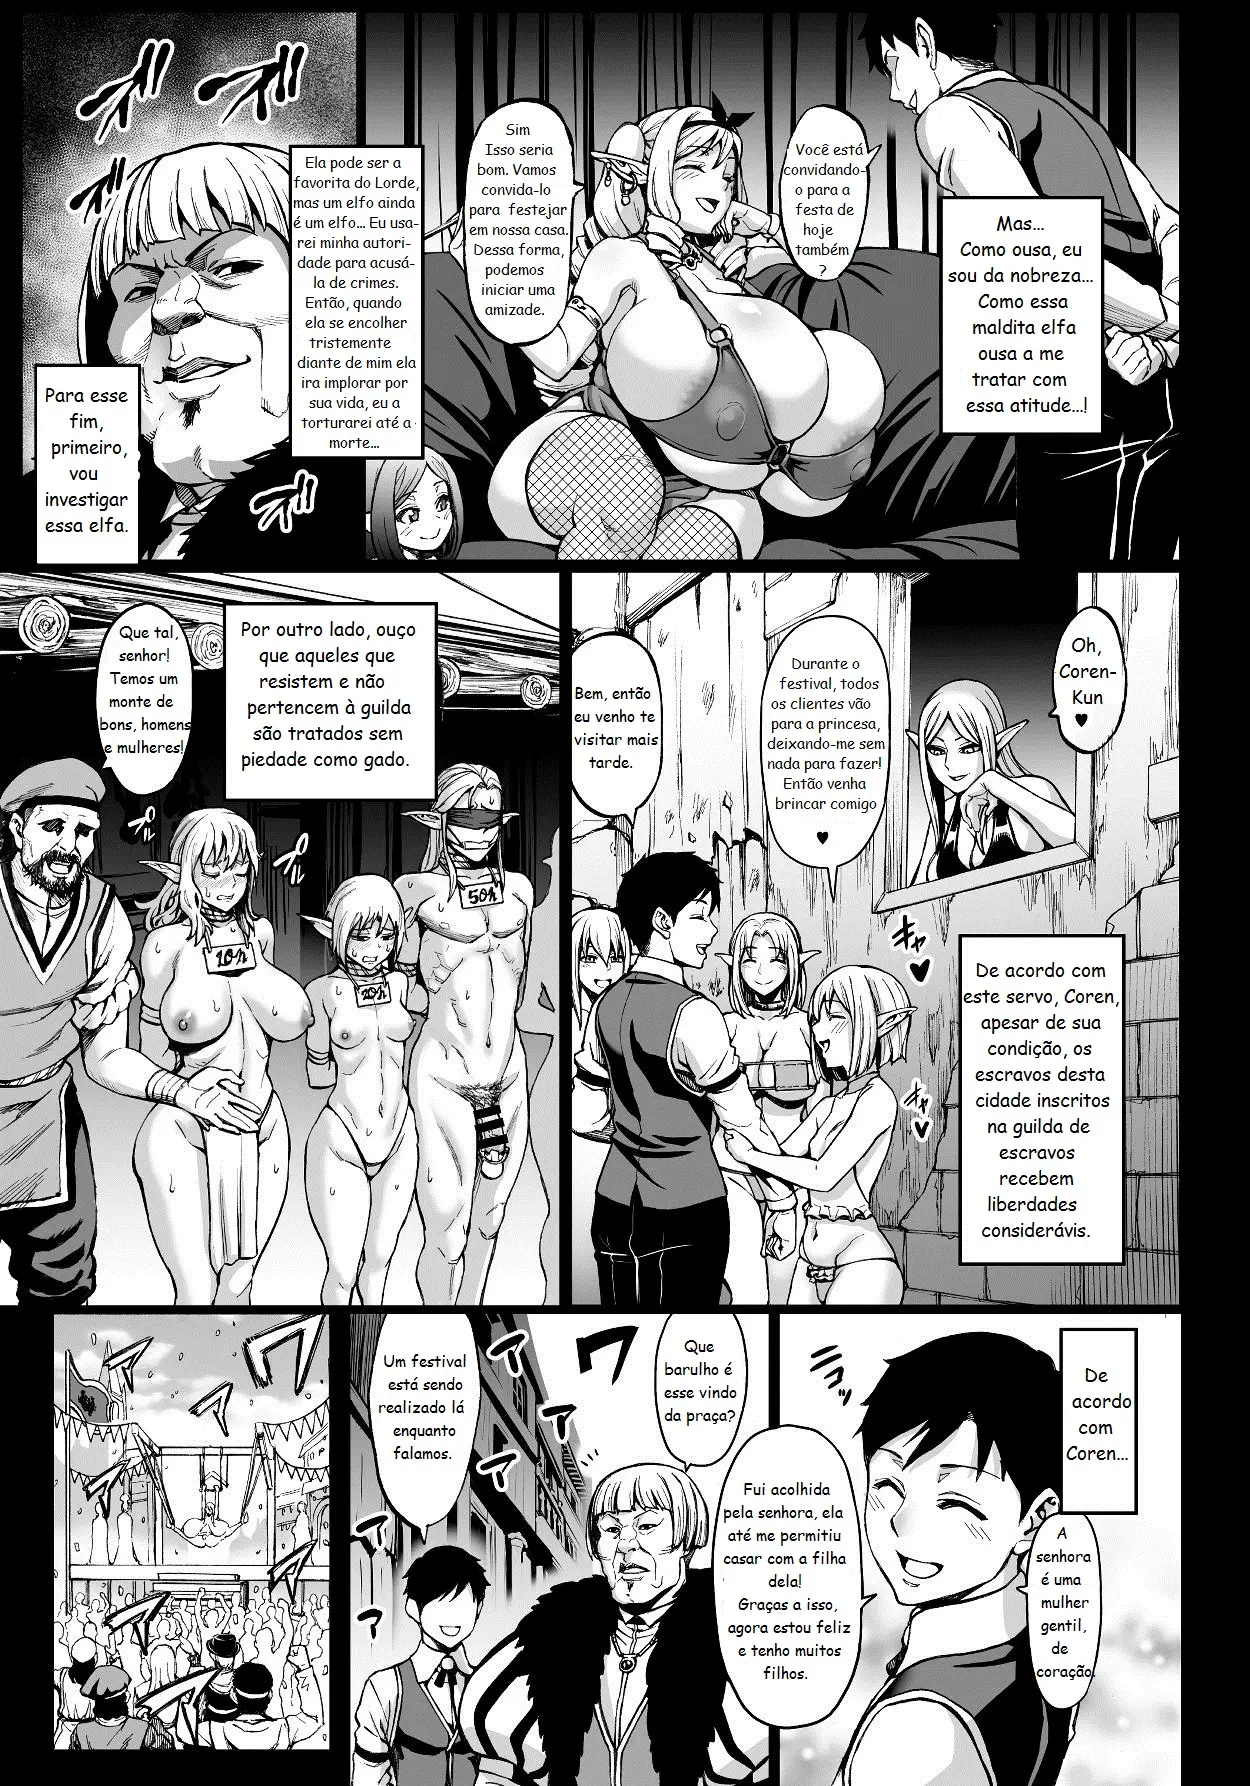 Você está
convidando-
o para a
festa de
hoje
também
?
Sim
Isso seria
bom. Vamos
convida-lo
para festejar
em nossa casa.
Dessa forma,
podemos
iniciar uma
amizade.
Mas...
Como ousa, eu
sou da nobreza...
Como essa
maldita elfa
ousa a me
tratar com
essa atitude...!
Ela pode ser a
favorita do Lorde,
mas um elfo ainda
é um elfo... Eu usa-
rei minha autori-
dade para acusá-
la de crimes.
Então, quando
ela se encolher
tristemente
diante de mim ela
ira implorar por
sua vida, eu a
torturarei até a
morte...
Para esse
fim,
primeiro,
vou
investigar
essa elfa.
Oh,
Coren-
Kun
♥
Durante o
festival, todos
os clientes vão
para a princesa,
deixando-me sem
nada para fazer!
Então venha
brincar comigo
♥
Bem, então
eu venho te
visitar mais
tarde.
De acordo com
este servo, Coren,
apesar de sua
condição, os
escravos desta
cidade inscritos
na guilda de
escravos
recebem
liberdades
considerávis.
Por outro lado, ouço
que aqueles que
resistem e não
pertencem à guilda
são tratados sem
piedade como gado.
Que tal,
senhor!
Temos um
monte de
bons, homens
e mulheres!
De
acordo
com
Coren...
A
senhora
é uma
mulher
gentil,
de
coração.
Fui acolhida
pela senhora, ela
até me permitiu
casar com a filha
dela!
Graças a isso,
agora estou feliz
e tenho muitos
filhos.
Que
barulho é
esse vindo
da praça?
Um festival
está sendo
realizado lá
enquanto
falamos.